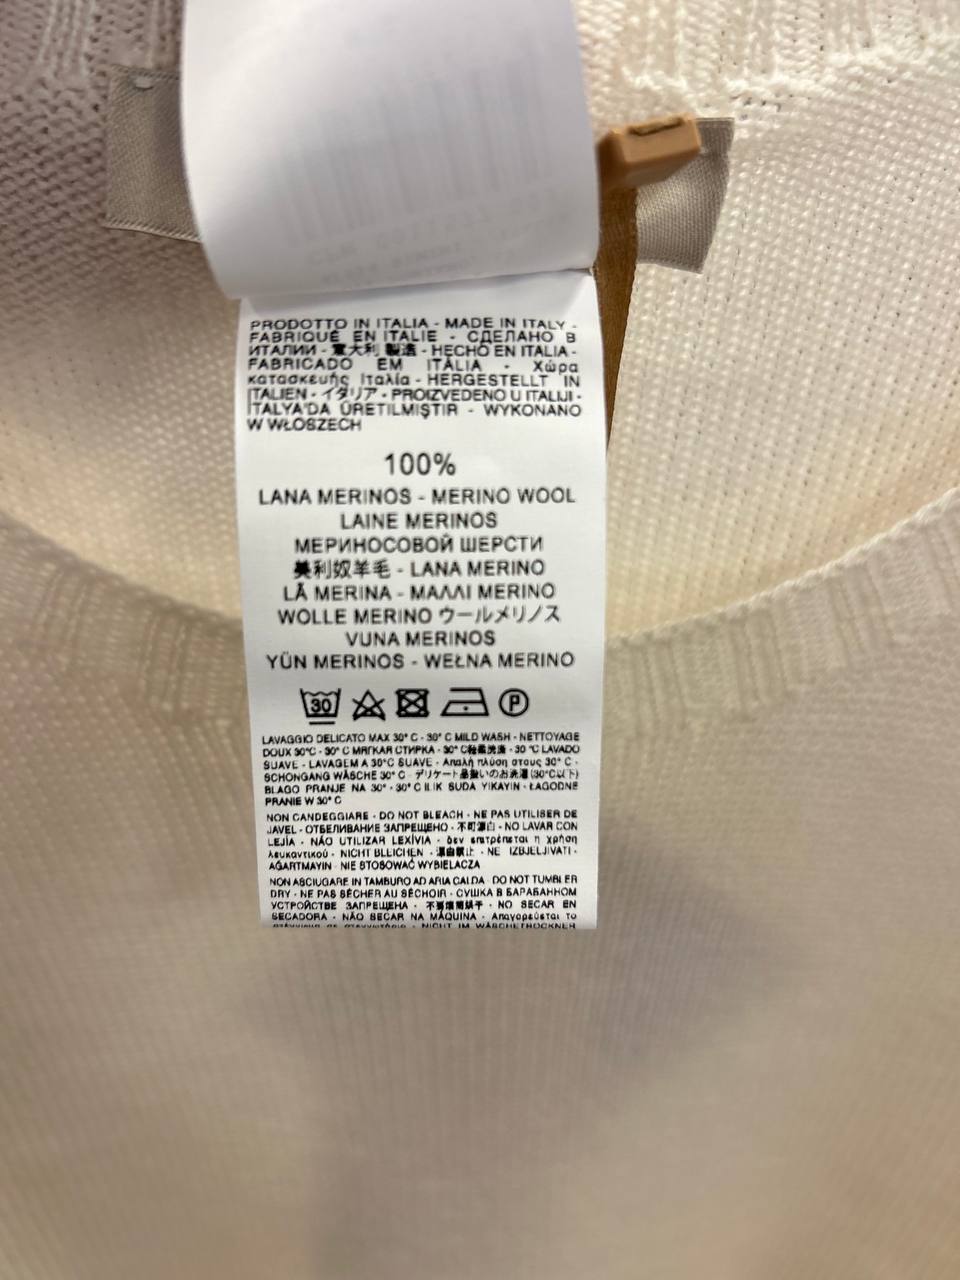 PRODOTTO IN ITALIA - MADE IN ITALY -
FABRIQUÉ EN ITALIE - СДЕЛАНО В
ИТАЛИИ - 意大利 製造 - HECHO EN ITALIA -
FABRICADO EM ITÁLIA - Χώρα
κατασκευής Ιταλία - HERGESTELLT IN
ITALIEN - イタリア - PROIZVEDENO U ITALIJI -
İTALYA'DA ÜRETILMIŞTIR - WYKONANO
W WŁOSZECH
100%
LANA MERINOS - MERINO WOOL
LAINE MERINOS
МЕРИНОСОВОЙ ШЕРСТИ
美利奴羊毛 - LANA MERINO
LÃ MERINA - ΜΑΛΛΙ MERINO
WOLLE MERINO ウールメリノス
VUNA MERINOS
YÜN MERINOS - WEŁNA MERINO
30 P
LAVAGGIO DELICATO MAX 30° C - 30° C MILD WASH - NETTOYAGE
DOUX 30°C - 30° C МЯГКАЯ СТИРКА - 30° C轻柔洗涤 - 30 °C LAVADO
SUAVE - LAVAGEM A 30°C SUAVE - Απαλή πλύση στους 30° C -
SCHONGANG WÄSCHE 30° C - デリケート品扱いのお洗濯 (30°C以下)
BLAGO PRANJE NA 30° - 30° C ILIK SUDA YIKAYIN - ŁAGODNE
PRANIE W 30° C
NON CANDEGGIARE - DO NOT BLEACH - NE PAS UTILISER DE
JAVEL - ОТБЕЛИВАНИЕ ЗАПРЕЩЕНО - 不可漂白 - NO LAVAR CON
LEJÍA - NÃO UTILIZAR LEXÍVIA - δεν επιτρέπεται η χρήση
λευκαντικού - NICHT BLEICHEN - 漂白禁止 - NE IZBJELJIVATI -
AĞARTMAYIN - NIE STOSOWAĆ WYBIELACZA
NON ASCIUGARE IN TAMBURO AD ARIA CALDA - DO NOT TUMBLER
DRY - NE PAS SÉCHER AU SÉCHOIR - СУШКА В БАРАБАННОМ
УСТРОЙСТВЕ ЗАПРЕЩЕНА - NO SECAR EN
SECADORA - NÃO SECAR NA MÁQUINA - Απαγορεύεται το
στέγνωμα σε στεγνωτήριο - NICHT IM WÄSCHETROCKNER